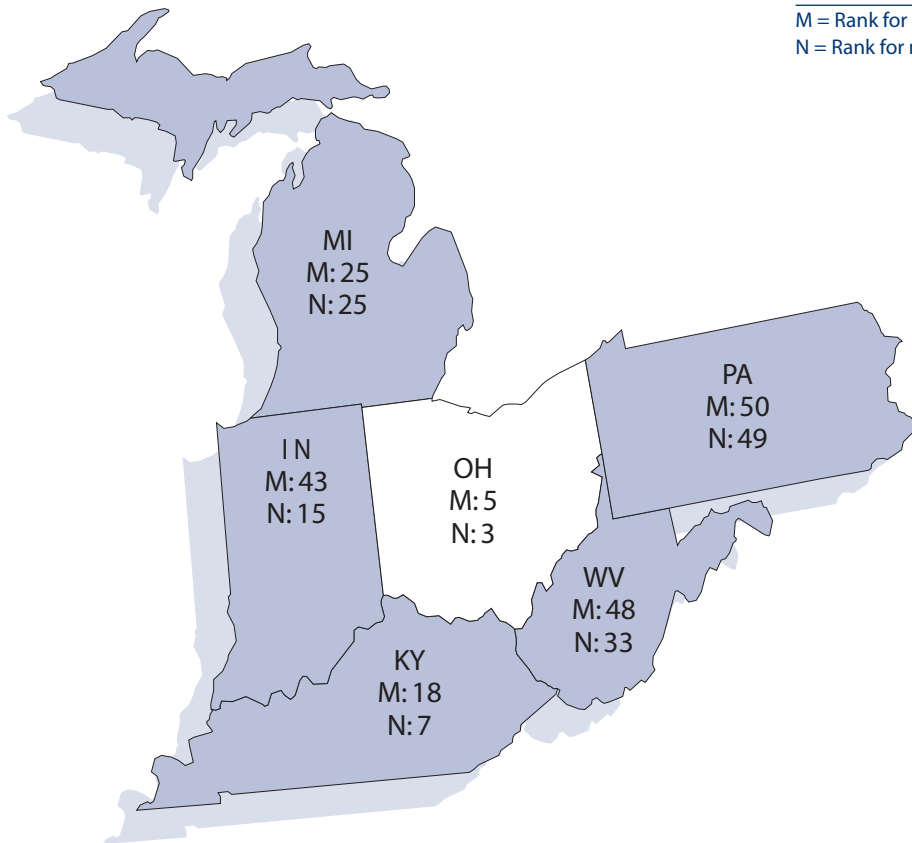 M = Rank for
N = Rank for
MI
M: 25
N: 25
PA
M: 50
N: 49
IN
M: 43
N: 15
OH
M: 5
N: 3
WV
M: 48
N: 33
KY
M: 18
N: 7